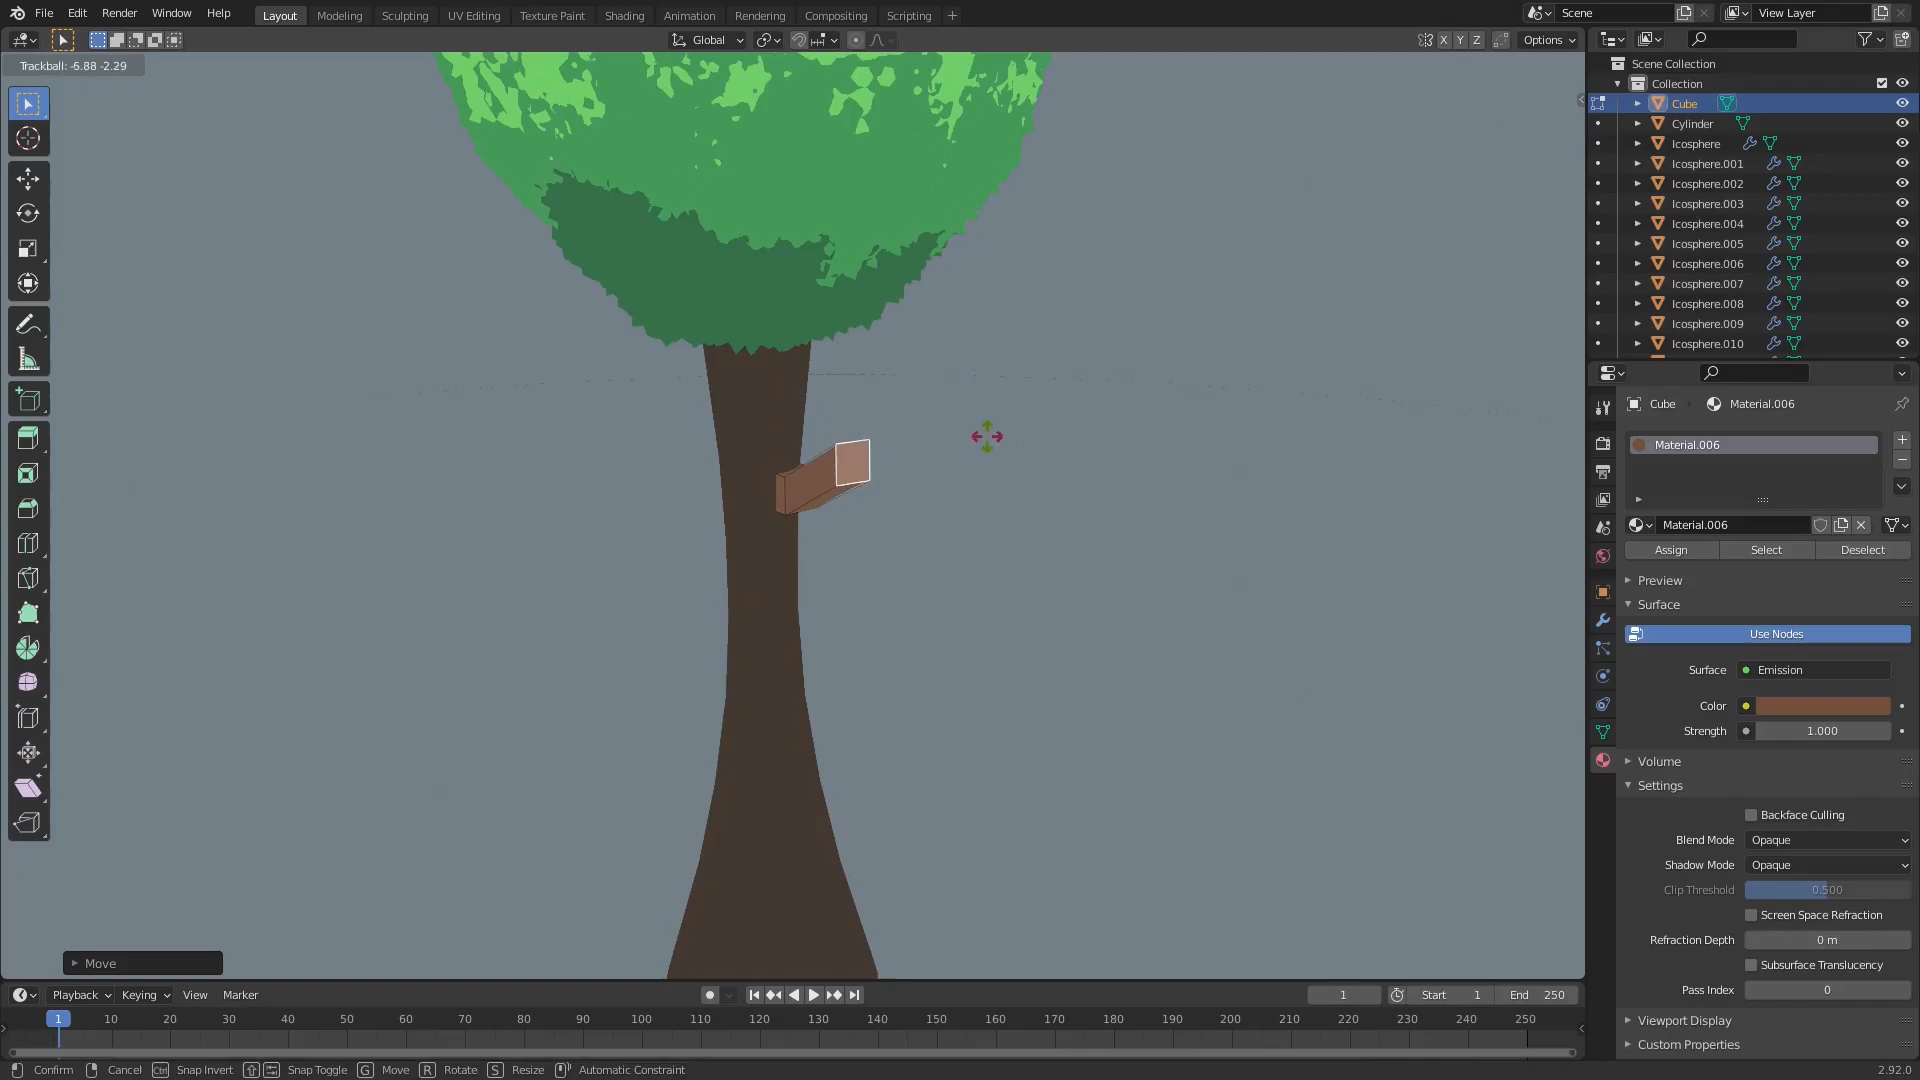 File Edit Render Window Help
Layout Modeling Sculpting UV Editing Texture Paint Shading Animation Rendering Compositing Scripting +
Scene
View Layer
Global
X Y Z
Options
Trackball: -6.88 -2.29
Scene Collection
Collection
Cube
Cylinder
Icosphere
Icosphere.001
Icosphere.002
Icosphere.003
Icosphere.004
Icosphere.005
Icosphere.006
Icosphere.007
Icosphere.008
Icosphere.009
Icosphere.010
Cube Material.006
Material.006
Material.006
Assign Select Deselect
Preview
Surface
Use Nodes
Surface Emission
Color
Strength 1.000
Volume
Settings
Backface Culling
Blend Mode Opaque
Shadow Mode Opaque
Clip Threshold 0.500
Screen Space Refraction
Refraction Depth 0 m
Subsurface Translucency
Pass Index 0
Viewport Display
Custom Properties
Move
Playback Keying View Marker
1 Start 1 End 250
1 10 20 30 40 50 60 70 80 90 100 110 120 130 140 150 160 170 180 190 200 210 220 230 240 250
Confirm Cancel Ctrl Snap Invert Snap Toggle G Move R Rotate S Resize Automatic Constraint
2.92.0